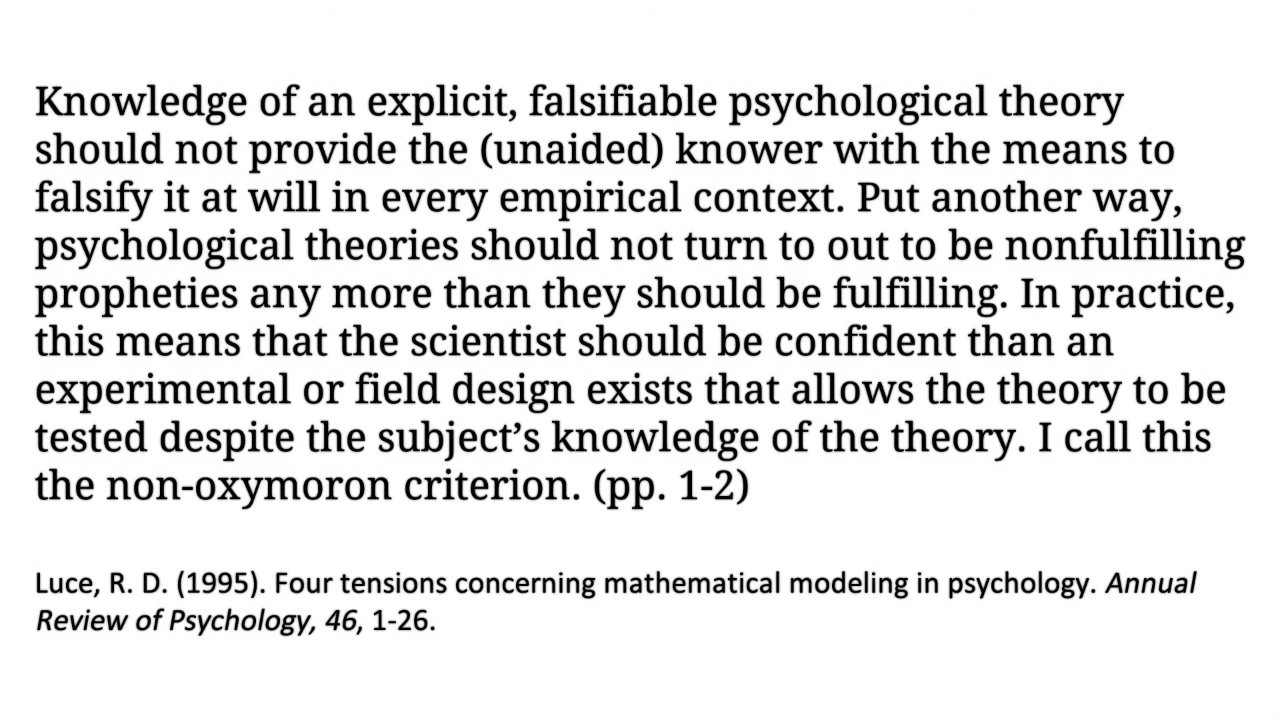 Knowledge of an explicit, falsifiable psychological theory
should not provide the (unaided) knower with the means to
falsify it at will in every empirical context. Put another way,
psychological theories should not turn to out to be nonfulfilling
propheties any more than they should be fulfilling. In practice,
this means that the scientist should be confident than an
experimental or field design exists that allows the theory to be
tested despite the subject’s knowledge of the theory. I call this
the non-oxymoron criterion. (pp. 1-2)
Luce, R. D. (1995). Four tensions concerning mathematical modeling in psychology. Annual
Review of Psychology, 46, 1-26.